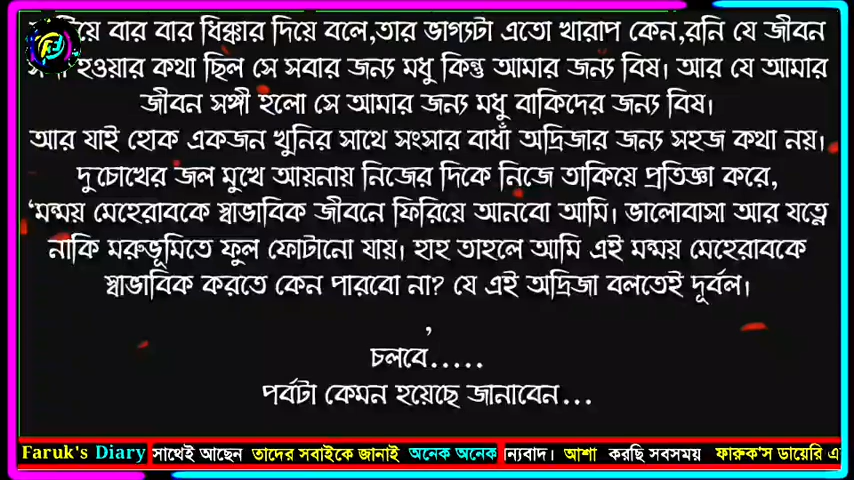 বার বার ধিক্কার দিয়ে বলে,তার ভাগ্যটা এতো খারাপ কেন,রনি যে জীবন
হওয়ার কথা ছিল সে সবার জন্য মধু কিন্তু আমার জন্য বিষ। আর যে আমার
জীবন সঙ্গী হলো সে আমার জন্য মধু বাকিদের জন্য বিষ।
আর যাই হোক একজন খুনির সাথে সংসার বাধাঁ অদ্রিজার জন্য সহজ কথা নয়।
দুচোখের জল মুখে আয়নায় নিজের দিকে নিজে তাকিয়ে প্রতিজ্ঞা করে,
‘মন্ময় মেহেরাবকে স্বাভাবিক জীবনে ফিরিয়ে আনবো আমি। ভালোবাসা আর যত্নে
নাকি মরুভূমিতে ফুল ফোটানো যায়। হাহ তাহলে আমি এই মন্ময় মেহেরাবকে
স্বাভাবিক করতে কেন পারবো না? যে এই অদ্রিজা বলতেই দূর্বল।
,
চলবে.....
পর্বটা কেমন হয়েছে জানাবেন...
Faruk's Diary সাথেই আছেন তাদের সবাইকে জানাই অনেক অনেক ন্যবাদ। আশা করছি সবসময় ফারুক'স ডায়েরি